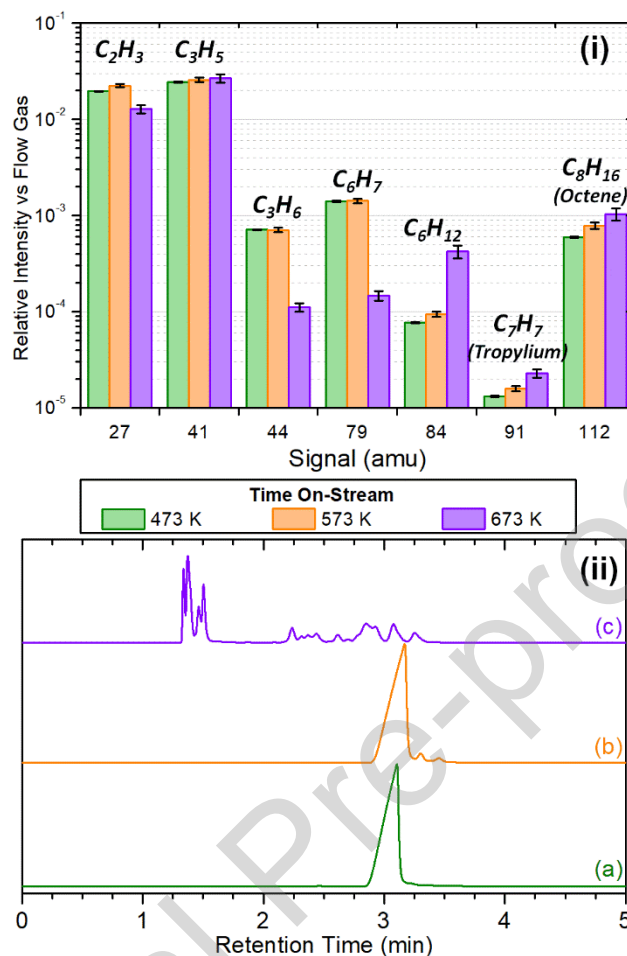 (i)
C2H3
C3H5
C3H6
C6H7
C6H12
C7H7
(Tropylium)
C8H16
(Octene)
Relative Intensity vs Flow Gas
10⁻¹
10⁻²
10⁻³
10⁻⁴
10⁻⁵
27 41 44 79 84 91 112
Signal (amu)
Time On-Stream
473 K 573 K 673 K
(ii)
(c)
(b)
(a)
0 1 2 3 4 5
Retention Time (min)
l Pre-proo